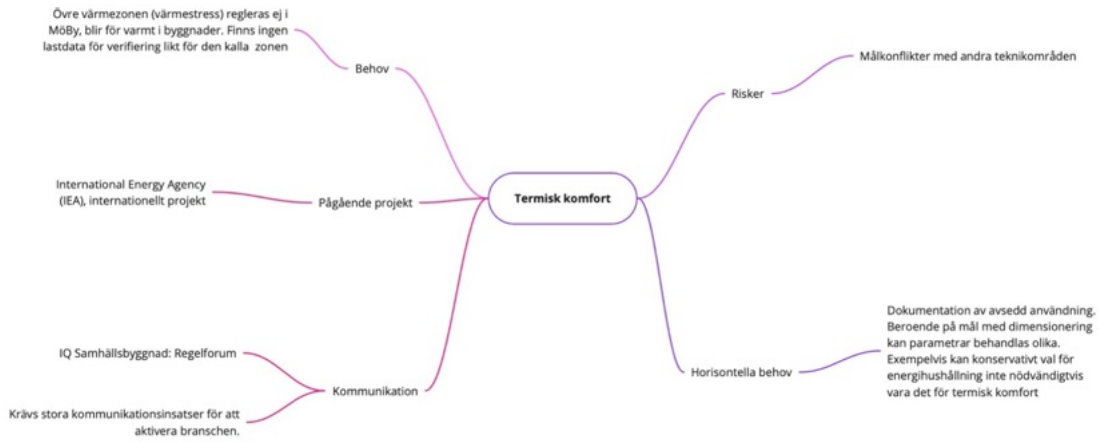 Övre värmezonen (värmestress) regleras ej i
MöBy, blir för varmt i byggnader. Finns ingen
lastdata för verifiering likt för den kalla zonen
Behov
International Energy Agency
(IEA), internationellt projekt
Pågående projekt
IQ Samhällsbyggnad: Regelforum
Kommunikation
Krävs stora kommunikationsinsatser för att
aktivera branschen.
Termisk komfort
Målkonflikter med andra teknikområden
Risker
Horisontella behov
Dokumentation av avsedd användning.
Beroende på mål med dimensionering
kan parametrar behandlas olika.
Exempelvis kan konservativt val för
energihushållning inte nödvändigtvis
vara det för termisk komfort